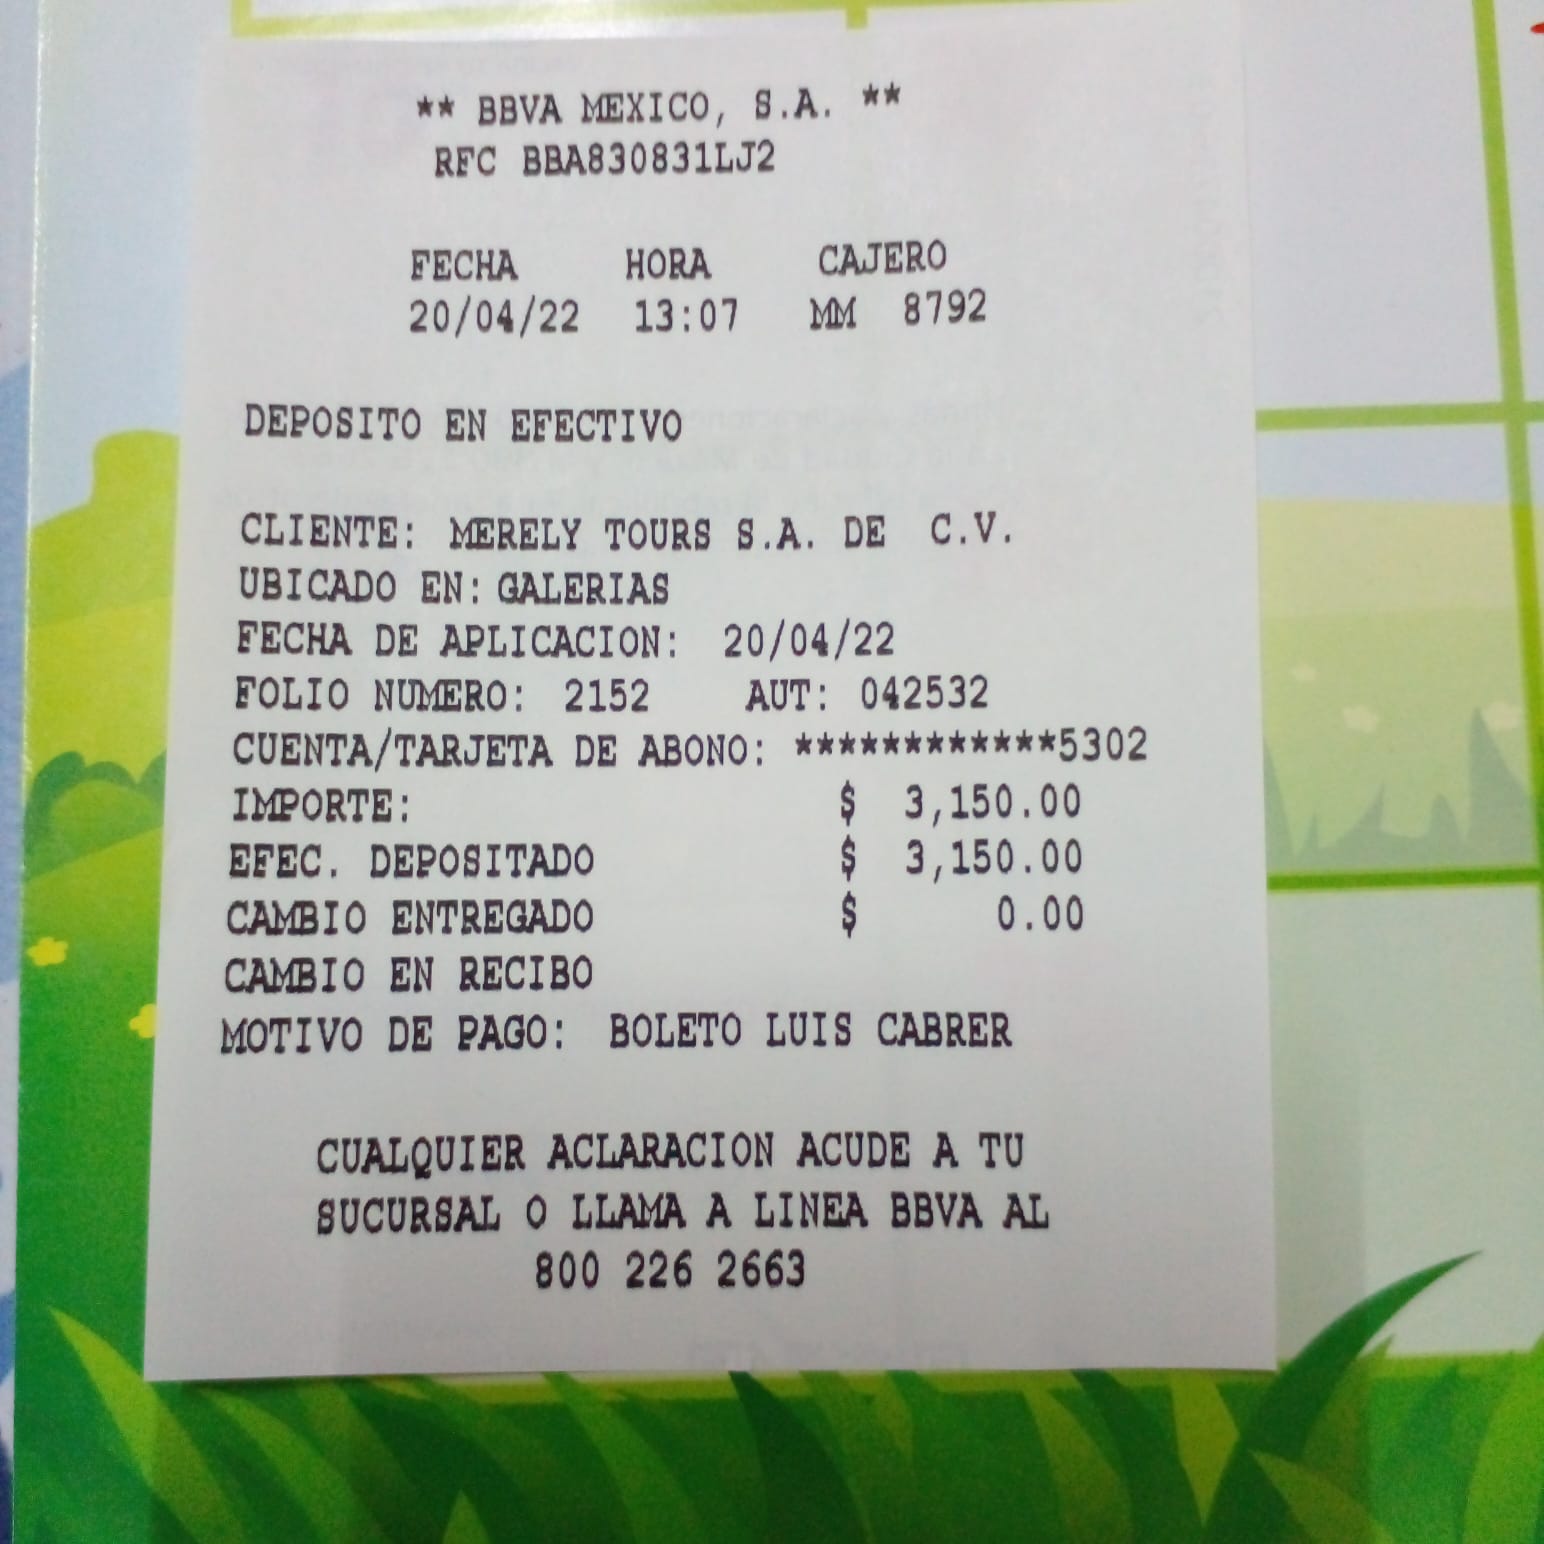 ** BBVA MEXICO, S.A. **
RFC BBA830831LJ2
FECHA HORA CAJERO
20/04/22 13:07 MM 8792
DEPOSITO EN EFECTIVO
CLIENTE: MERELY TOURS S.A. DE C.V.
UBICADO EN: GALERIAS
FECHA DE APLICACION: 20/04/22
FOLIO NUMERO: 2152 AUT: 042532
CUENTA/TARJETA DE ABONO: ************5302
IMPORTE: $ 3,150.00
EFEC. DEPOSITADO $ 3,150.00
CAMBIO ENTREGADO $ 0.00
CAMBIO EN RECIBO
MOTIVO DE PAGO: BOLETO LUIS CABRER
CUALQUIER ACLARACION ACUDE A TU
SUCURSAL O LLAMA A LINEA BBVA AL
800 226 2663